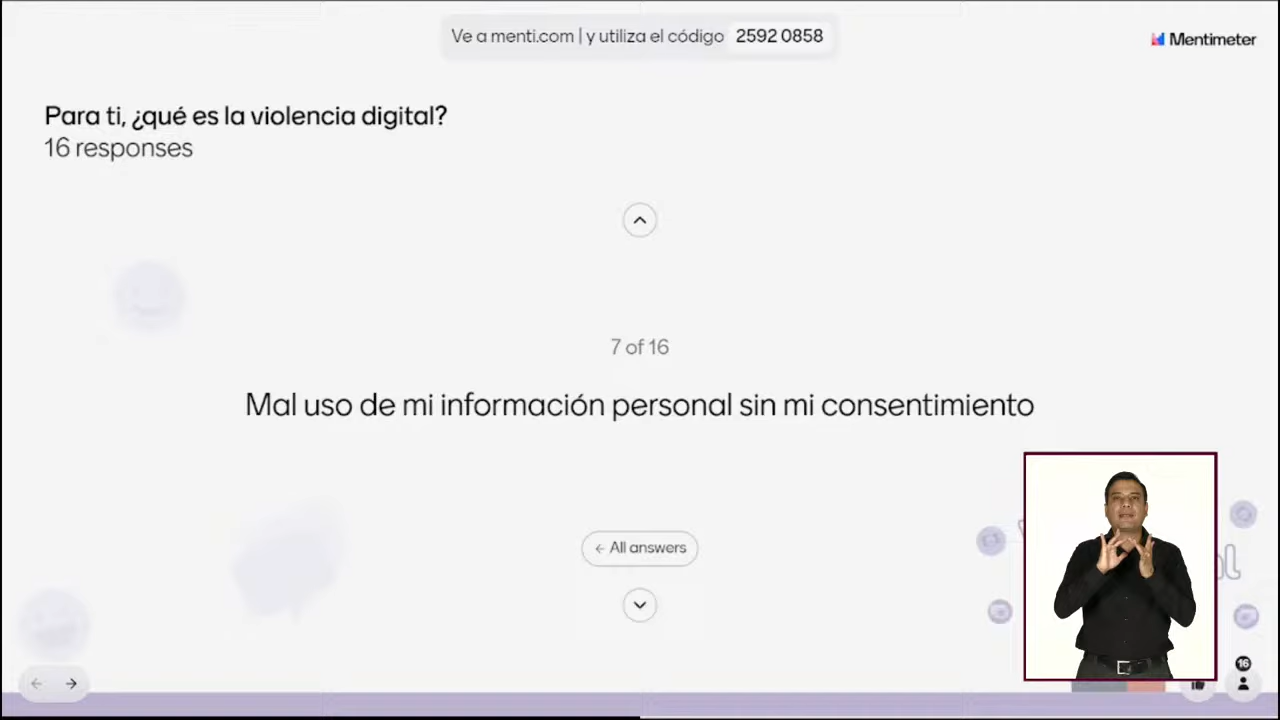 Ve a menti.com | y utiliza el código 2592 0858
Mentimeter
Para ti, ¿qué es la violencia digital?
16 responses
7 of 16
Mal uso de mi información personal sin mi consentimiento
← All answers
16